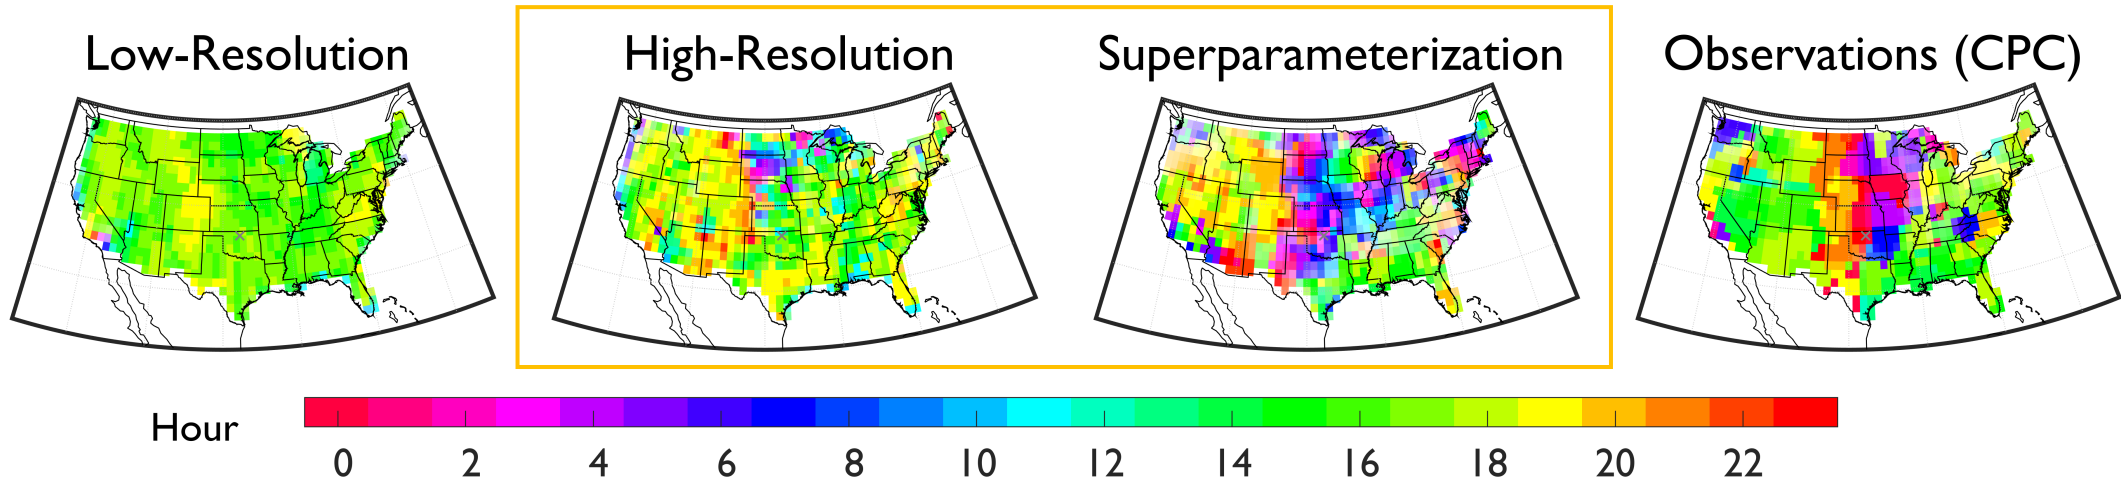 Low-Resolution High-Resolution Superparameterization Observations (CPC)
Hour
0 2 4 6 8 10 12 14 16 18 20 22